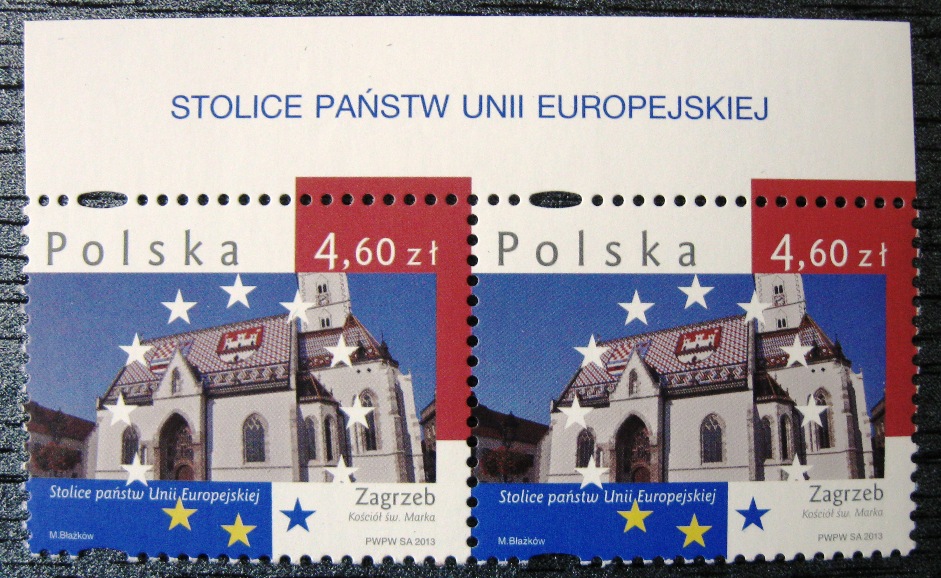 STOLICE PAŃSTW UNII EUROPEJSKIEJ
Polska 4,60 zł
Stolice państw Unii Europejskiej
Zagrzeb
Kościół św. Marka
M.Błażków
PWPW SA 2013
Polska 4,60 zł
Stolice państw Unii Europejskiej
Zagrzeb
Kościół św. Marka
M.Błażków
PWPW SA 2013